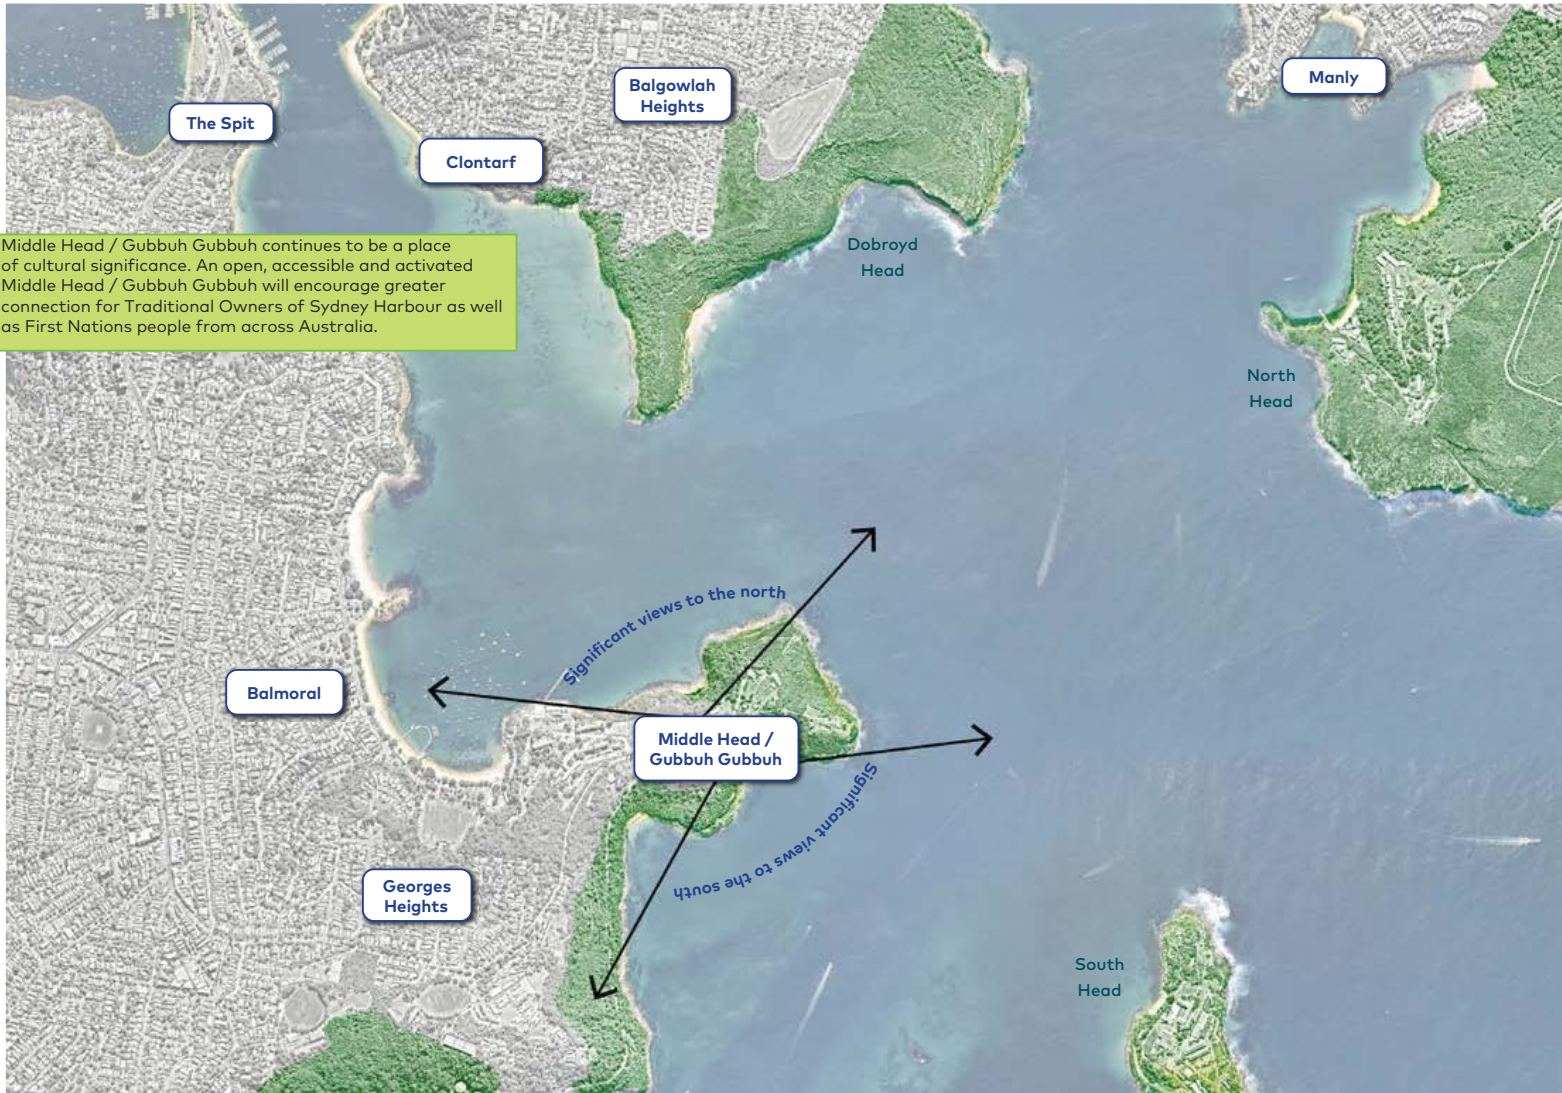 Manly
Balgowlah
Heights
The Spit
Clontarf
Middle Head / Gubbuh Gubbuh continues to be a place
of cultural significance. An open, accessible and activated
Middle Head / Gubbuh Gubbuh will encourage greater
connection for Traditional Owners of Sydney Harbour as well
as First Nations people from across Australia.
Dobroyd
Head
North
Head
Significant views to the north
Balmoral
Middle Head /
Gubbuh Gubbuh
Significant views to the south
Georges
Heights
South
Head